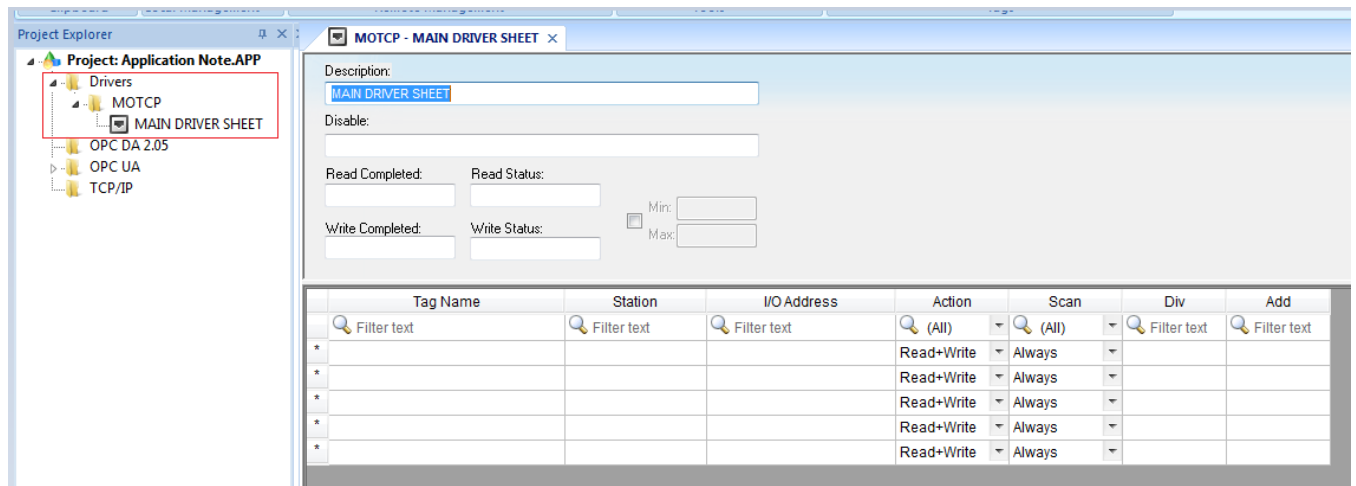 Project Explorer
MOTCP - MAIN DRIVER SHEET
Project: Application Note.APP
Drivers
MOTCP
MAIN DRIVER SHEET
OPC DA 2.05
OPC UA
TCP/IP
Description:
MAIN DRIVER SHEET
Disable:
Read Completed: Read Status:
Min:
Write Completed: Write Status:
Max:
Tag Name Station I/O Address Action Scan Div Add
Filter text Filter text Filter text (All) (All) Filter text Filter text
* Read+Write Always
* Read+Write Always
* Read+Write Always
* Read+Write Always
* Read+Write Always